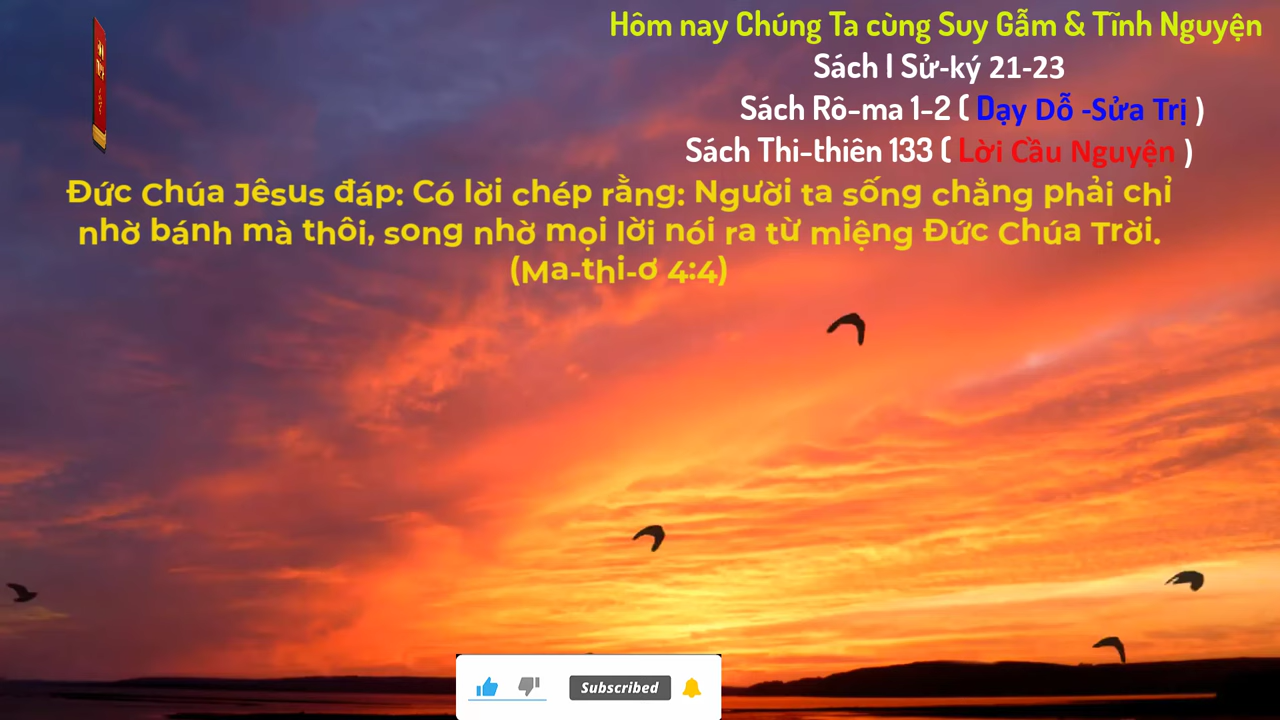 Hôm nay Chúng Ta cùng Suy Gẫm & Tĩnh Nguyện
Sách I Sử-ký 21-23
Sách Rô-ma 1-2 ( Dạy Dỗ -Sửa Trị )
Sách Thi-thiên 133 ( Lời Cầu Nguyện )
Đức Chúa Jêsus đáp: Có lời chép rằng: Người ta sống chẳng phải chỉ
nhờ bánh mà thôi, song nhờ mọi lời nói ra từ miệng Đức Chúa Trời.
(Ma-thi-ơ 4:4)
Subscribed